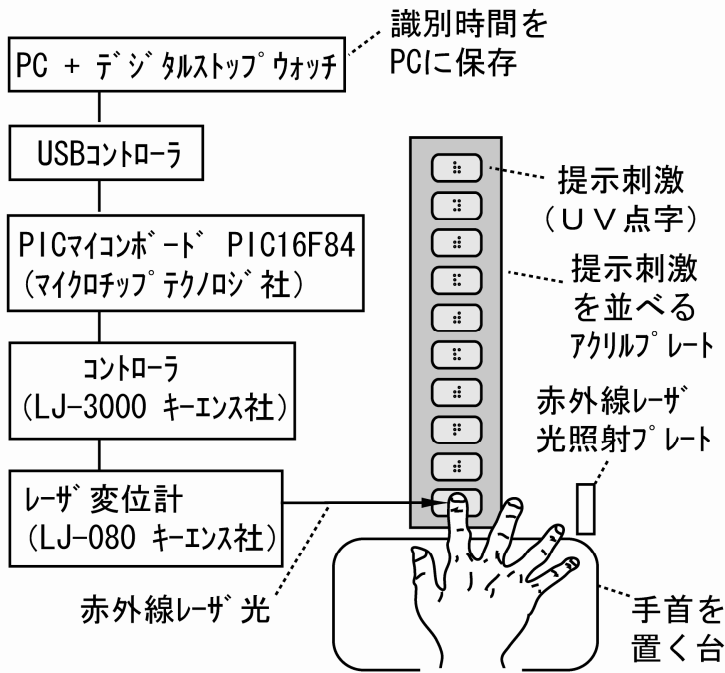 PC + デジタルストップウォッチ
識別時間を
PCに保存
USBコントローラ
PICマイコンボード PIC16F84
(マイクロチップテクノロジ社)
コントローラ
(LJ-3000 キーエンス社)
レーザ変位計
(LJ-080 キーエンス社)
赤外線レーザ光
提示刺激
(UV点字)
提示刺激
を並べる
アクリルプレート
赤外線レーザ
光照射プレート
手首を
置く台